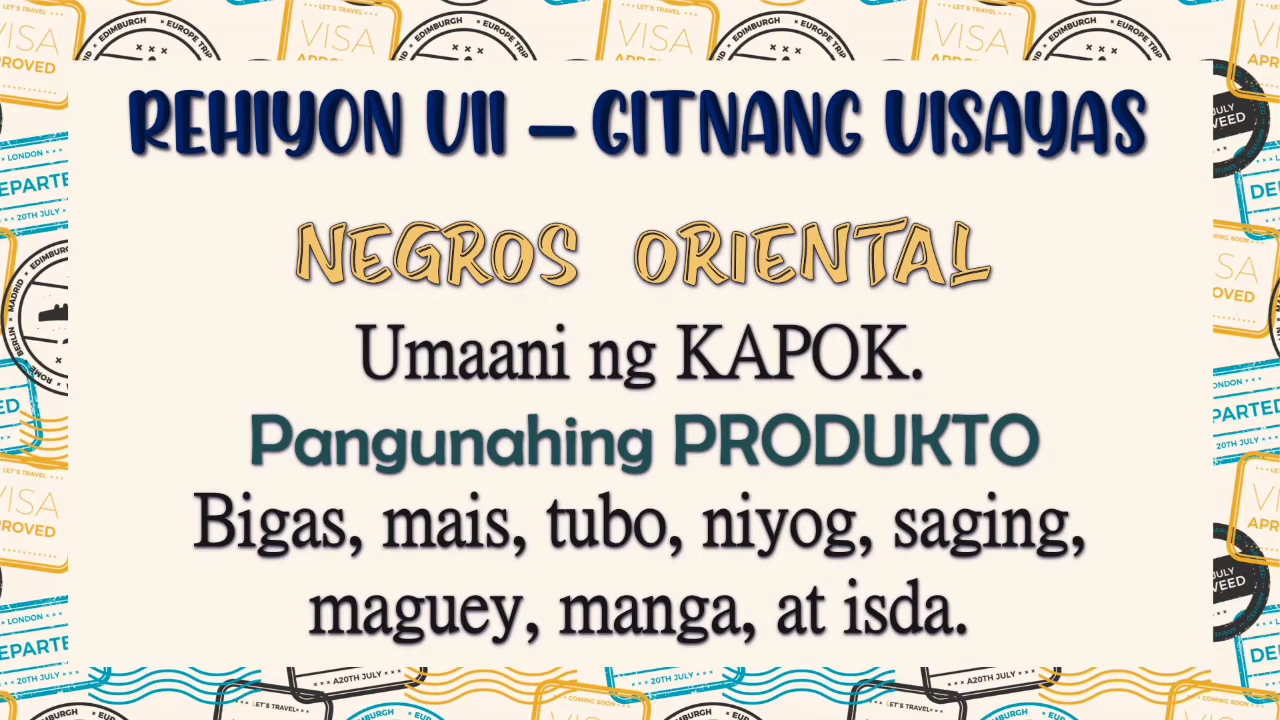 REHIYON VII – GITNANG VISAYAS
NEGROS ORIENTAL
Umaani ng KAPOK.
Pangunahing PRODUKTO
Bigas, mais, tubo, niyog, saging,
maguey, manga, at isda.